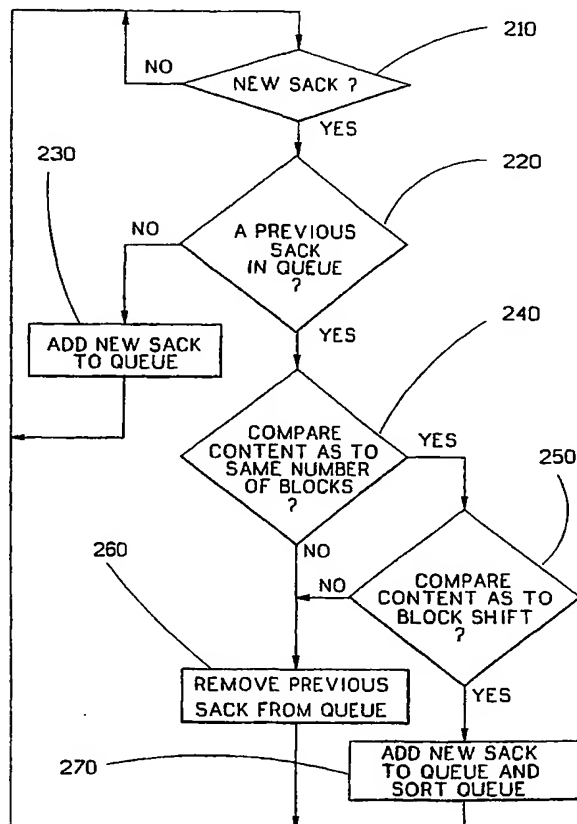 210
NO
NEW SACK ?
YES
230
220
NO
A PREVIOUS
SACK
IN QUEUE
?
ADD NEW SACK
TO QUEUE
YES
240
COMPARE
CONTENT AS TO
SAME NUMBER
OF BLOCKS
?
YES
250
NO
260
NO
COMPARE
CONTENT AS TO
BLOCK SHIFT
?
REMOVE PREVIOUS
SACK FROM QUEUE
YES
270
ADD NEW SACK
TO QUEUE AND
SORT QUEUE